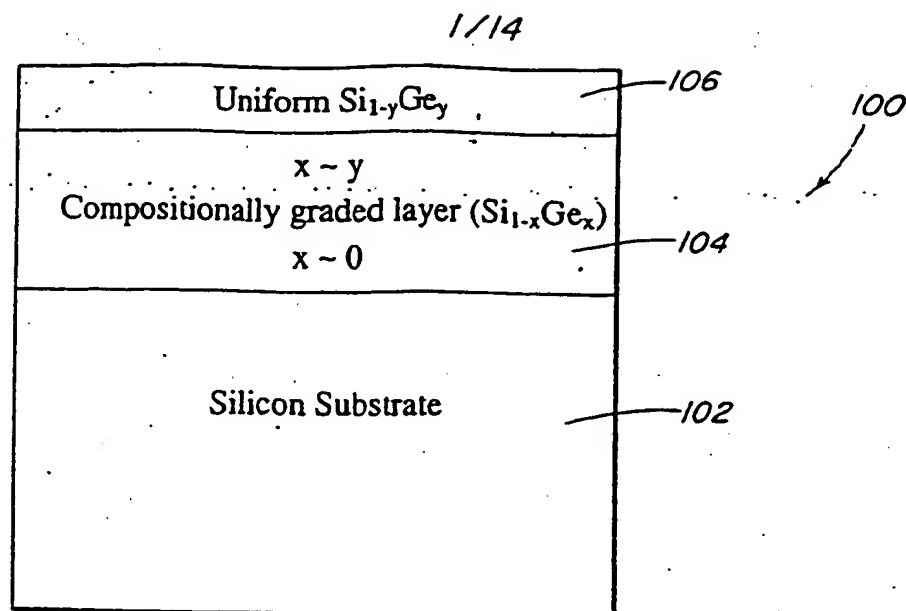 1/14
Uniform Si₁₋yGey
106
100
x ~ y
Compositionally graded layer (Si₁₋ₓGeₓ)
104
x ~ 0
Silicon Substrate
102